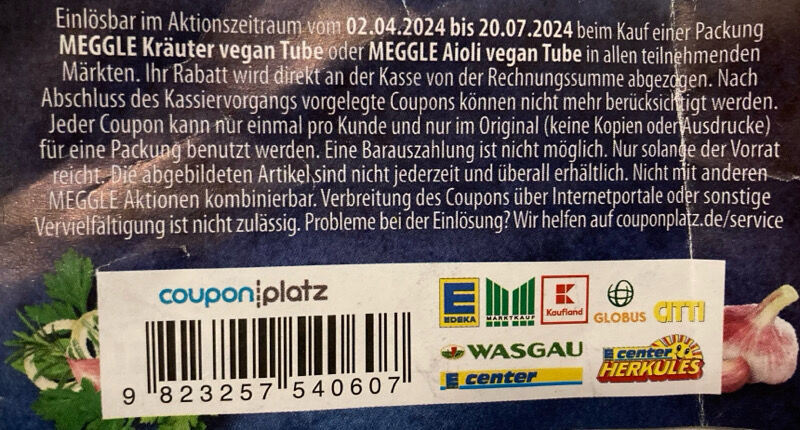 Einlösbar im Aktionszeitraum vom 02.04.2024 bis 20.07.2024 beim Kauf einer Packung
MEGGLE Kräuter vegan Tube oder MEGGLE Aioli vegan Tube in allen teilnehmenden
Märkten. Ihr Rabatt wird direkt an der Kasse von der Rechnungssumme abgezogen. Nach
Abschluss des Kassiervorgangs vorgelegte Coupons können nicht mehr berücksichtigt werden.
Jeder Coupon kann nur einmal pro Kunde und nur im Original (keine Kopien oder Ausdrucke)
für eine Packung benutzt werden. Eine Barauszahlung ist nicht möglich. Nur solange der Vorrat
reicht. Die abgebildeten Artikel sind nicht jederzeit und überall erhältlich. Nicht mit anderen
MEGGLE Aktionen kombinierbar. Verbreitung des Coupons über Internetportale oder sonstige
Vervielfältigung ist nicht zulässig. Probleme bei der Einlösung? Wir helfen auf couponplatz.de/service
couponplatz
9 823257 540607
E EDEKA
MARKTKAUF
K Kaufland
GLOBUS
CITTI
WASGAU
E center
E center HERKULES